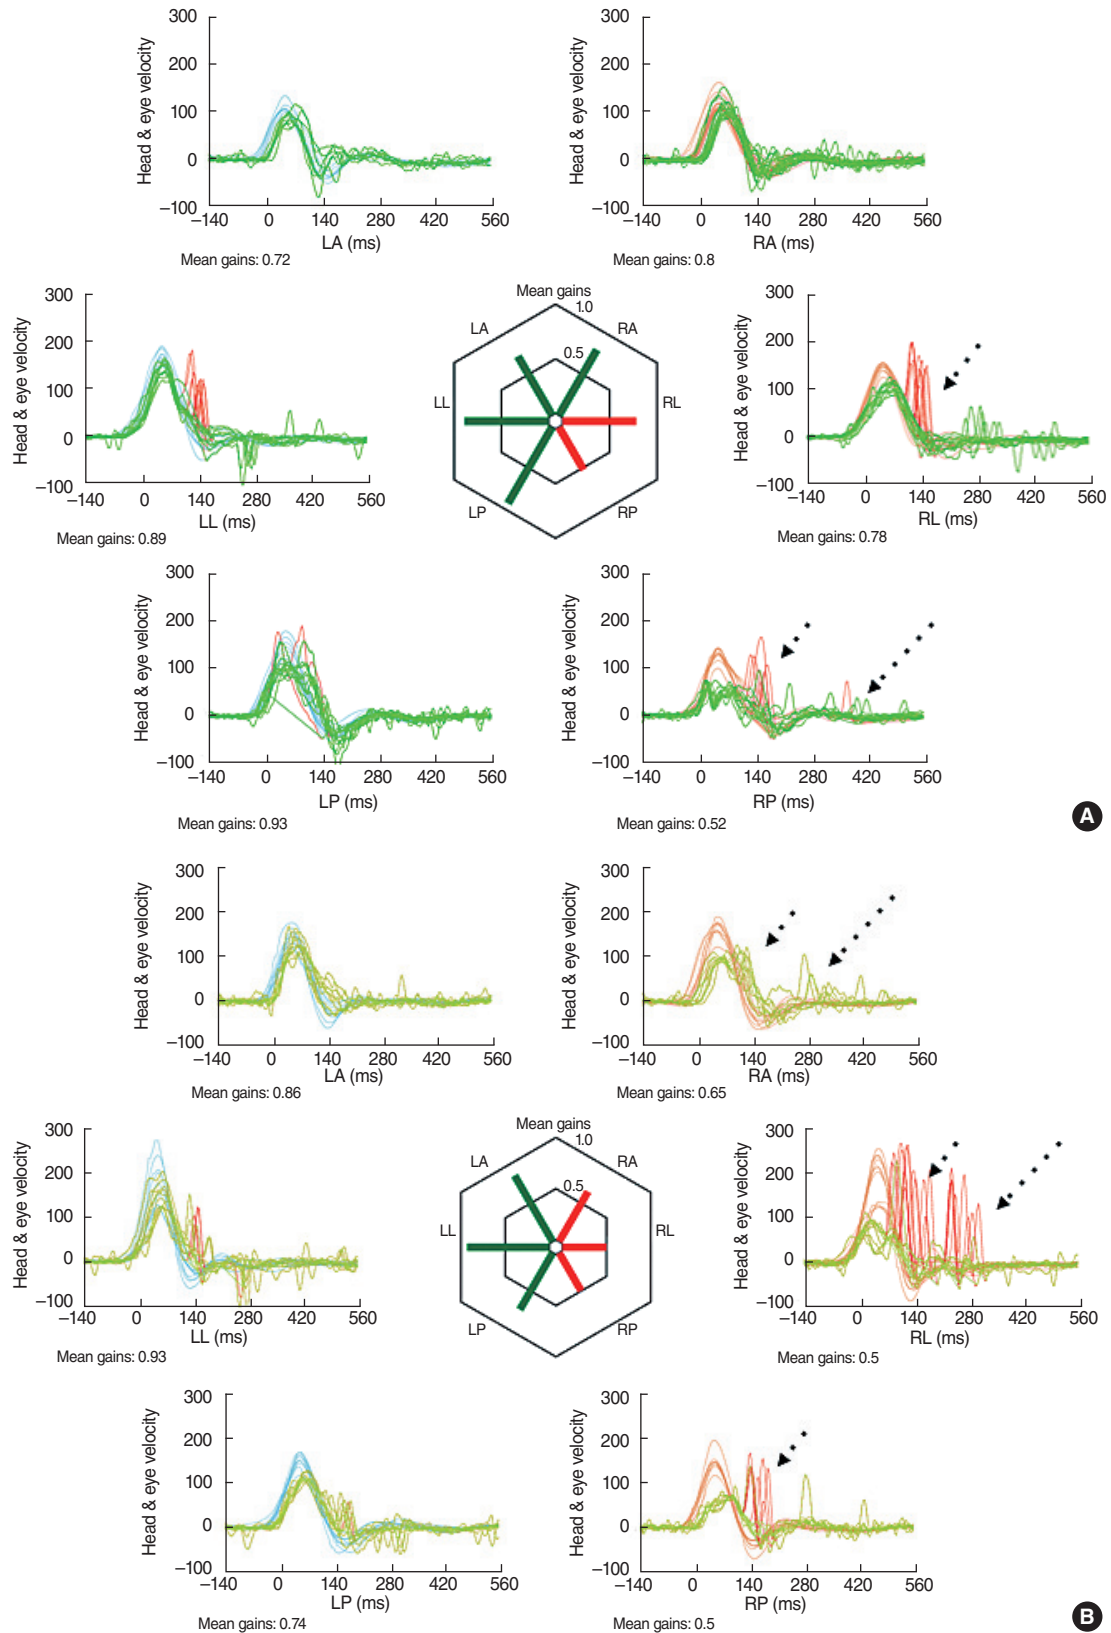 300
200
100
0
−100
Head & eye velocity
−140 0 140 280 420 560
LA (ms)
Mean gains: 0.72
300
200
100
0
−100
Head & eye velocity
−140 0 140 280 420 560
RA (ms)
Mean gains: 0.8
300
200
100
0
−100
Head & eye velocity
−140 0 140 280 420 560
LL (ms)
Mean gains: 0.89
Mean gains
1.0
0.5
LA
RA
LL
RL
LP
RP
300
200
100
0
−100
Head & eye velocity
−140 0 140 280 420 560
RL (ms)
Mean gains: 0.78
300
200
100
0
−100
Head & eye velocity
−140 0 140 280 420 560
LP (ms)
Mean gains: 0.93
300
200
100
0
−100
Head & eye velocity
−140 0 140 280 420 560
RP (ms)
Mean gains: 0.52
A
300
200
100
0
−100
Head & eye velocity
−140 0 140 280 420 560
LA (ms)
Mean gains: 0.86
300
200
100
0
−100
Head & eye velocity
−140 0 140 280 420 560
RA (ms)
Mean gains: 0.65
300
200
100
0
−100
Head & eye velocity
−140 0 140 280 420 560
LL (ms)
Mean gains: 0.93
Mean gains
1.0
0.5
LA
RA
LL
RL
LP
RP
300
200
100
0
−100
Head & eye velocity
−140 0 140 280 420 560
RL (ms)
Mean gains: 0.5
300
200
100
0
−100
Head & eye velocity
−140 0 140 280 420 560
LP (ms)
Mean gains: 0.74
300
200
100
0
−100
Head & eye velocity
−140 0 140 280 420 560
RP (ms)
Mean gains: 0.5
B